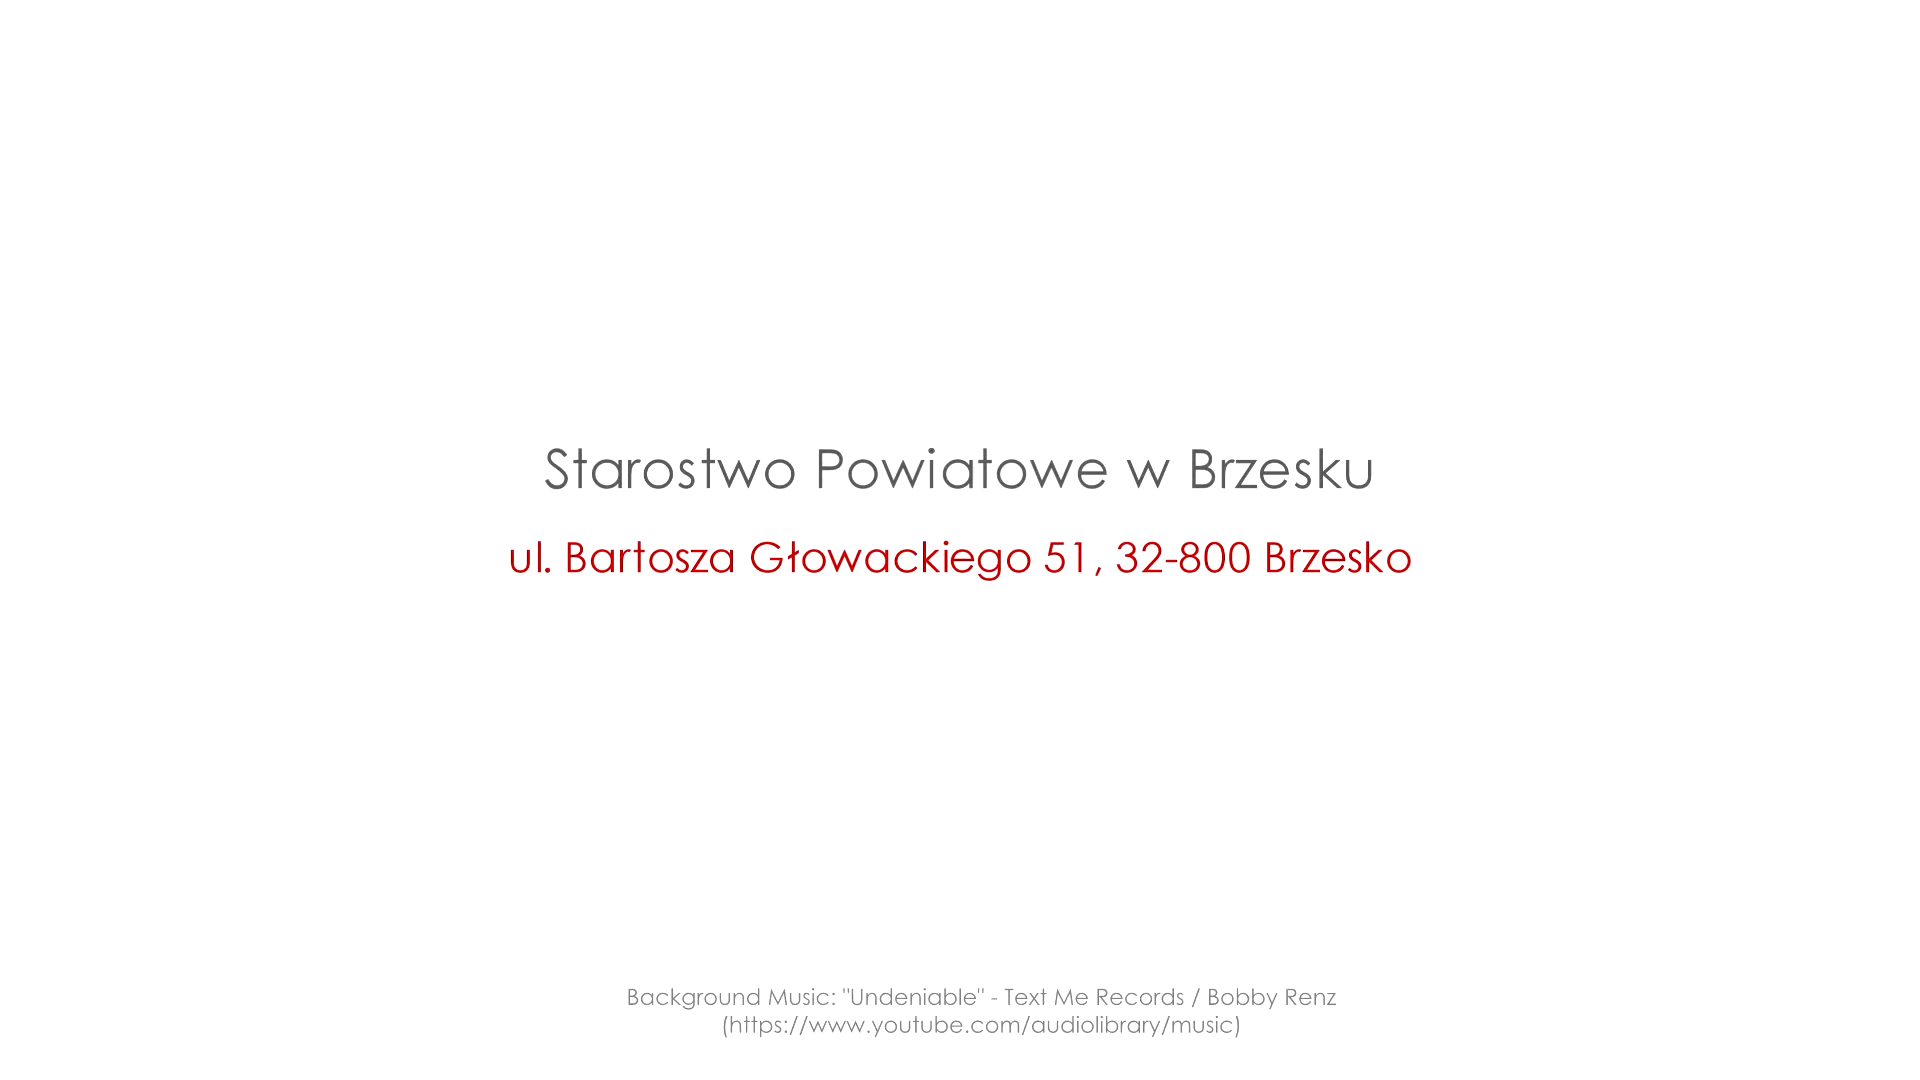 Starostwo Powiatowe w Brzesku
ul. Bartosza Głowackiego 51, 32-800 Brzesko
Background Music: "Undeniable" - Text Me Records / Bobby Renz
(https://www.youtube.com/audiolibrary/music)